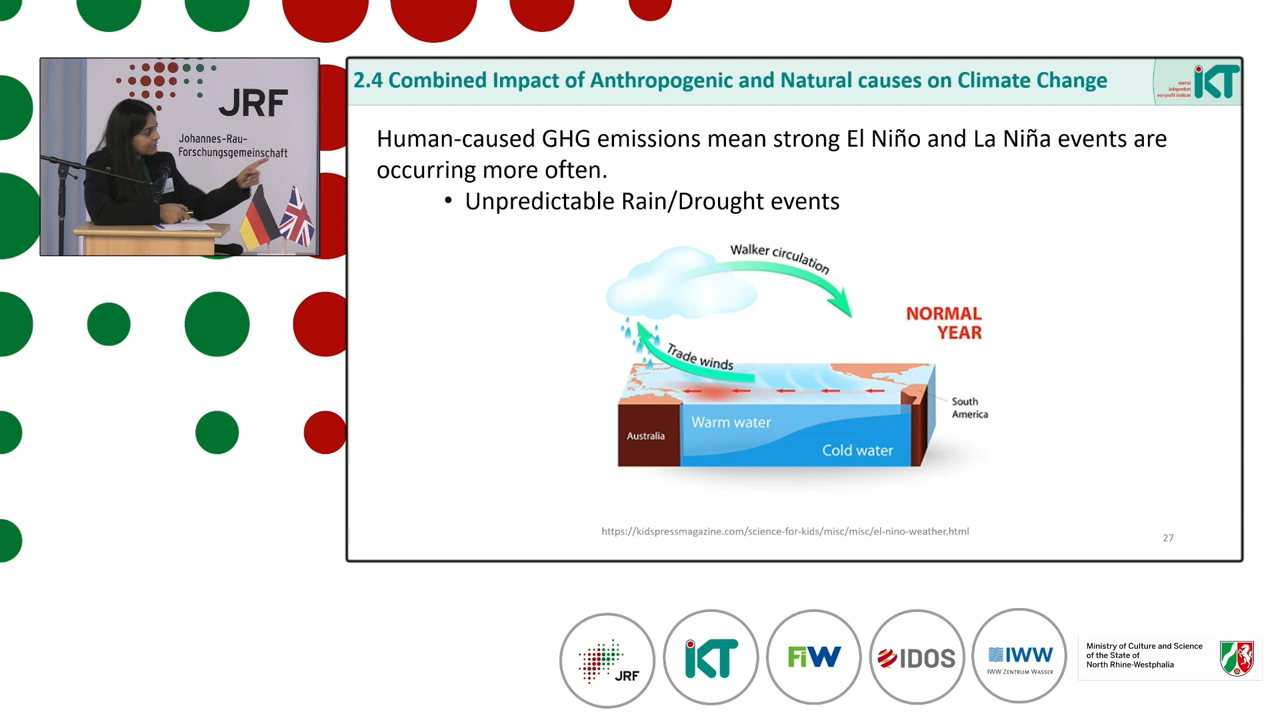 JRF
Johannes-Rau-
Forschungsgemeinschaft
2.4 Combined Impact of Anthropogenic and Natural causes on Climate Change
iKT
Human-caused GHG emissions mean strong El Niño and La Niña events are
occurring more often.
• Unpredictable Rain/Drought events
Walker circulation
NORMAL
YEAR
Trade winds
South
America
Warm water
Australia
Cold water
https://kidspressmagazine.com/science-for-kids/misc/misc/el-nino-weather.html
27
JRF
iKT
FiW
IDOS
IWW
IWW ZENTRUM WASSER
Ministry of Culture and Science
of the State of
North Rhine-Westphalia